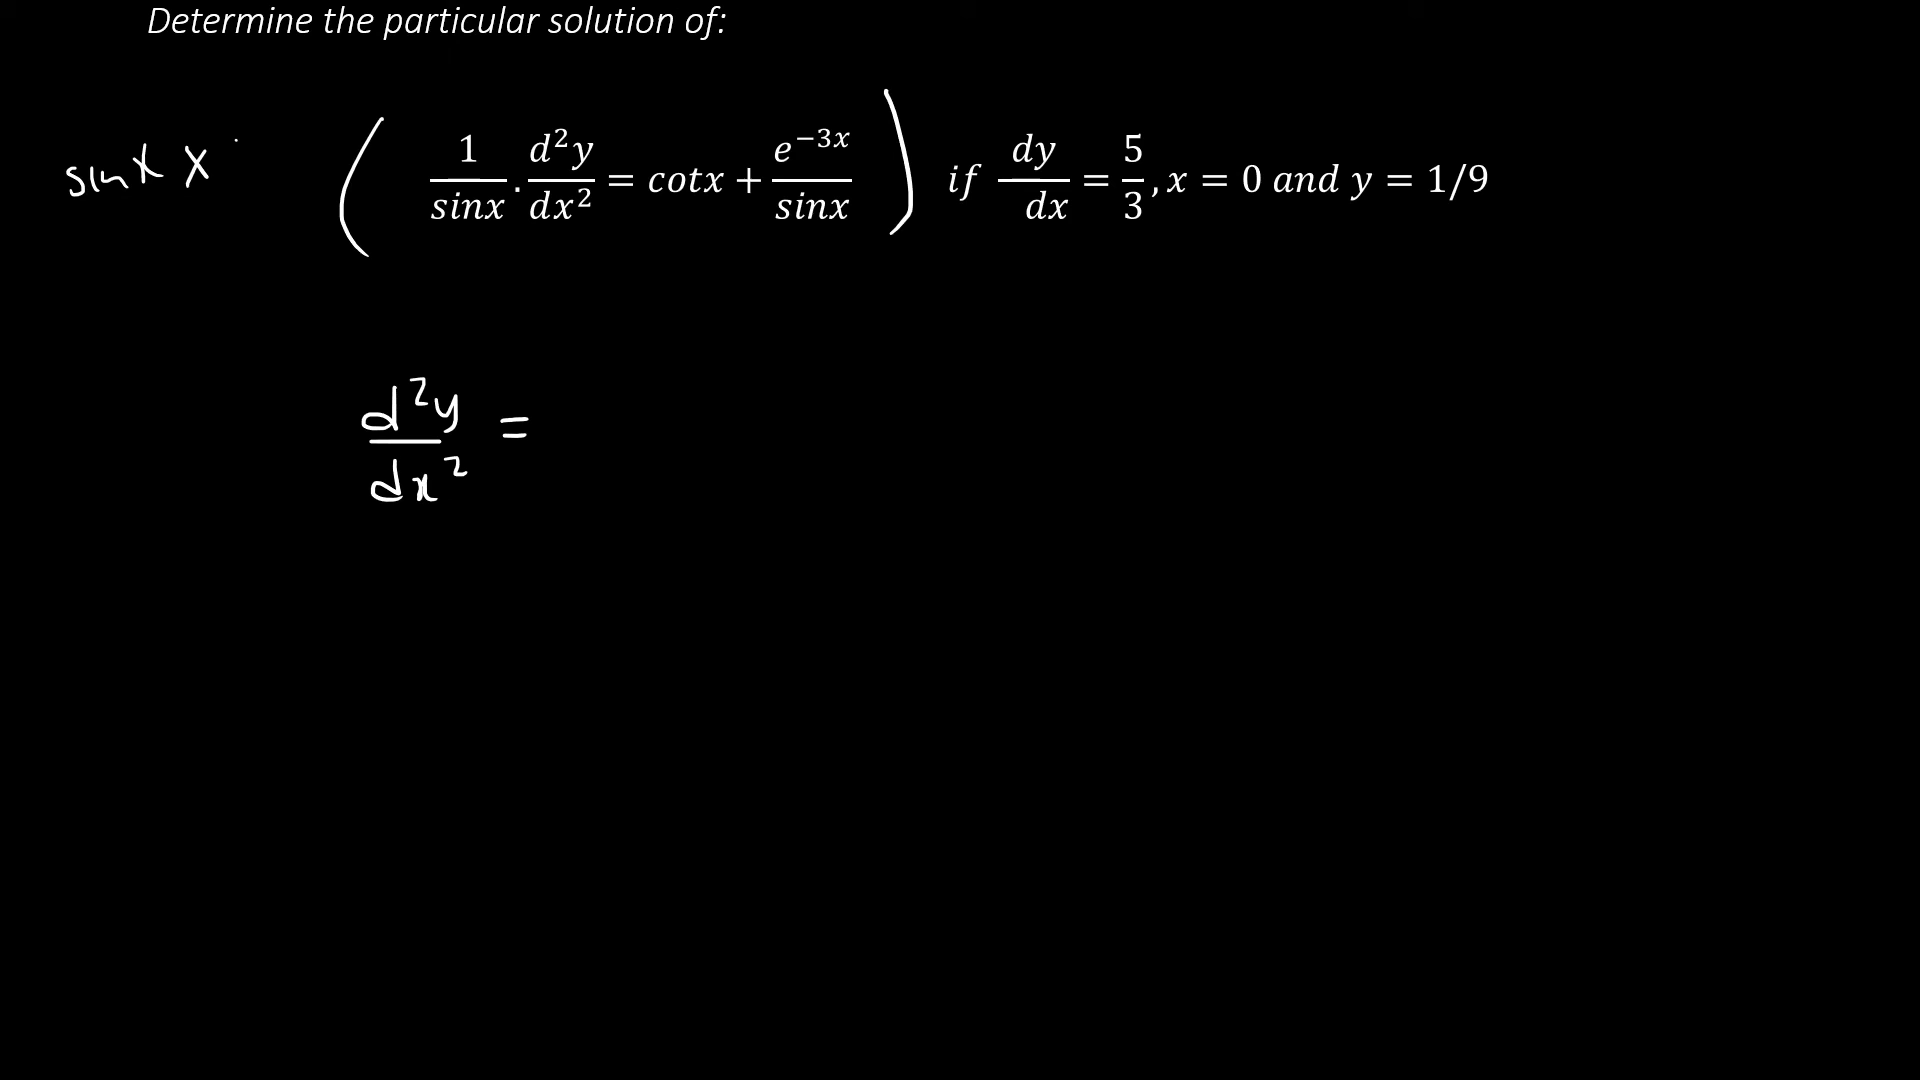 Determine the particular solution of:
sinx × ( 1/sinx . d²y/dx² = cotx + e⁻³ˣ/sinx ) if dy/dx = 5/3, x = 0 and y = 1/9
d²y/dx² =